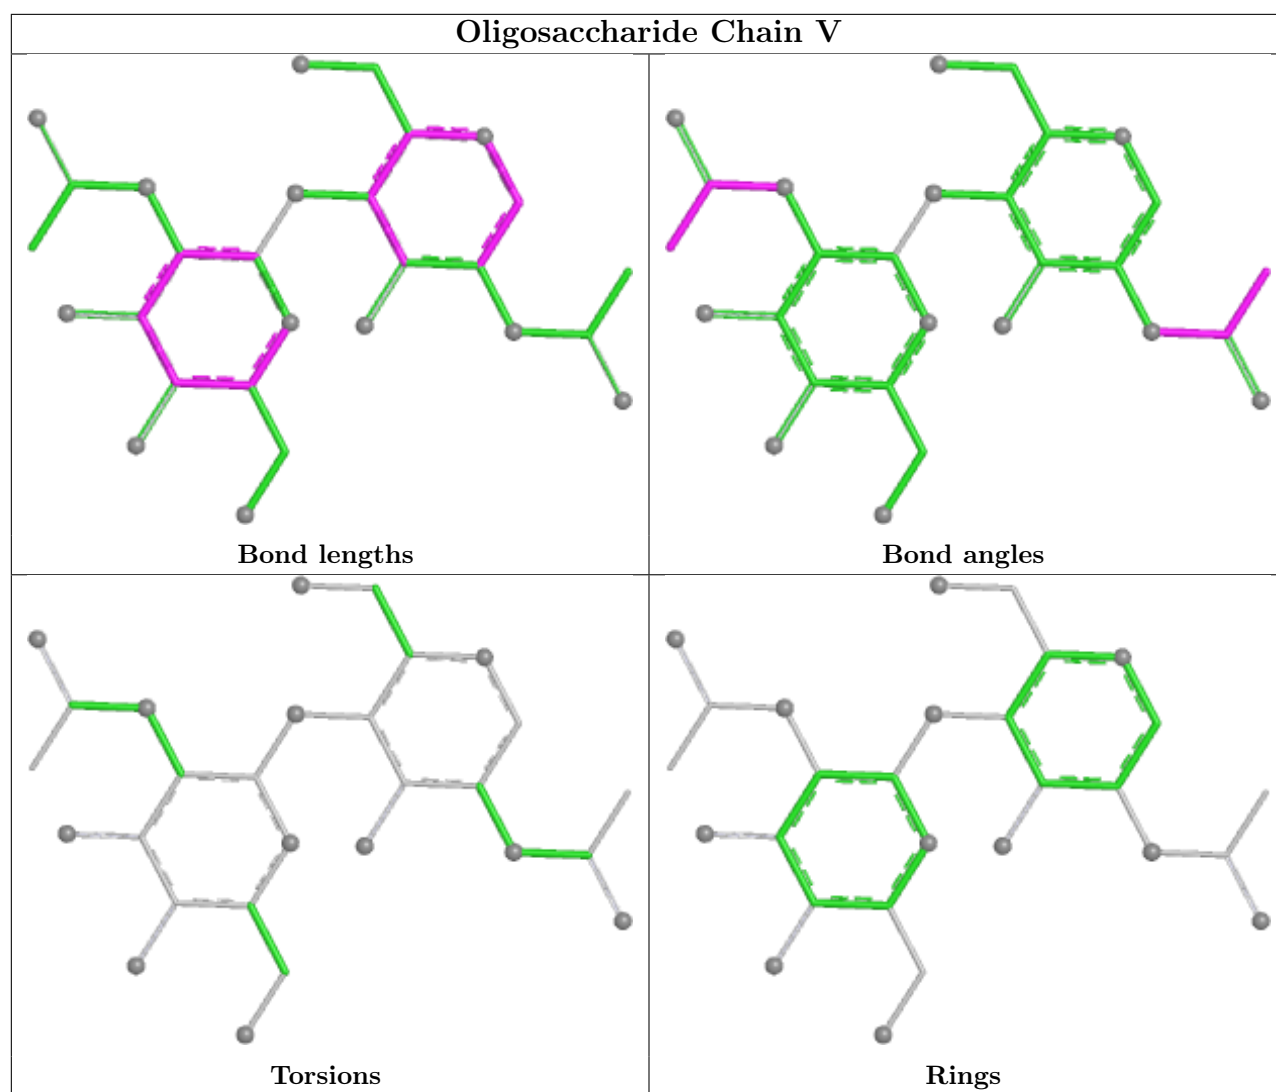 Oligosaccharide Chain V
Bond lengths
Bond angles
Torsions
Rings